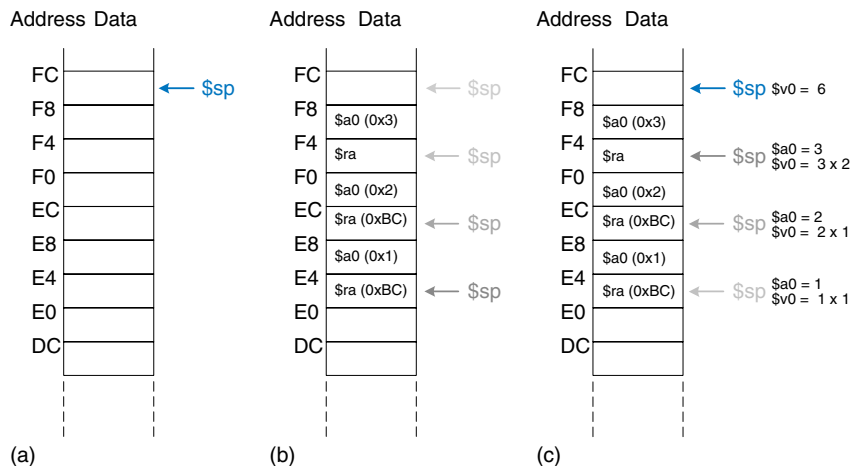 Address Data
FC
F8
F4
F0
EC
E8
E4
E0
DC
$sp
(a)
Address Data
FC
F8
F4
F0
EC
E8
E4
E0
DC
$a0 (0x3)
$ra
$a0 (0x2)
$ra (0xBC)
$a0 (0x1)
$ra (0xBC)
$sp
$sp
$sp
$sp
(b)
Address Data
FC
F8
F4
F0
EC
E8
E4
E0
DC
$a0 (0x3)
$ra
$a0 (0x2)
$ra (0xBC)
$a0 (0x1)
$ra (0xBC)
$sp $v0 = 6
$sp $a0 = 3
$v0 = 3 x 2
$sp $a0 = 2
$v0 = 2 x 1
$sp $a0 = 1
$v0 = 1 x 1
(c)